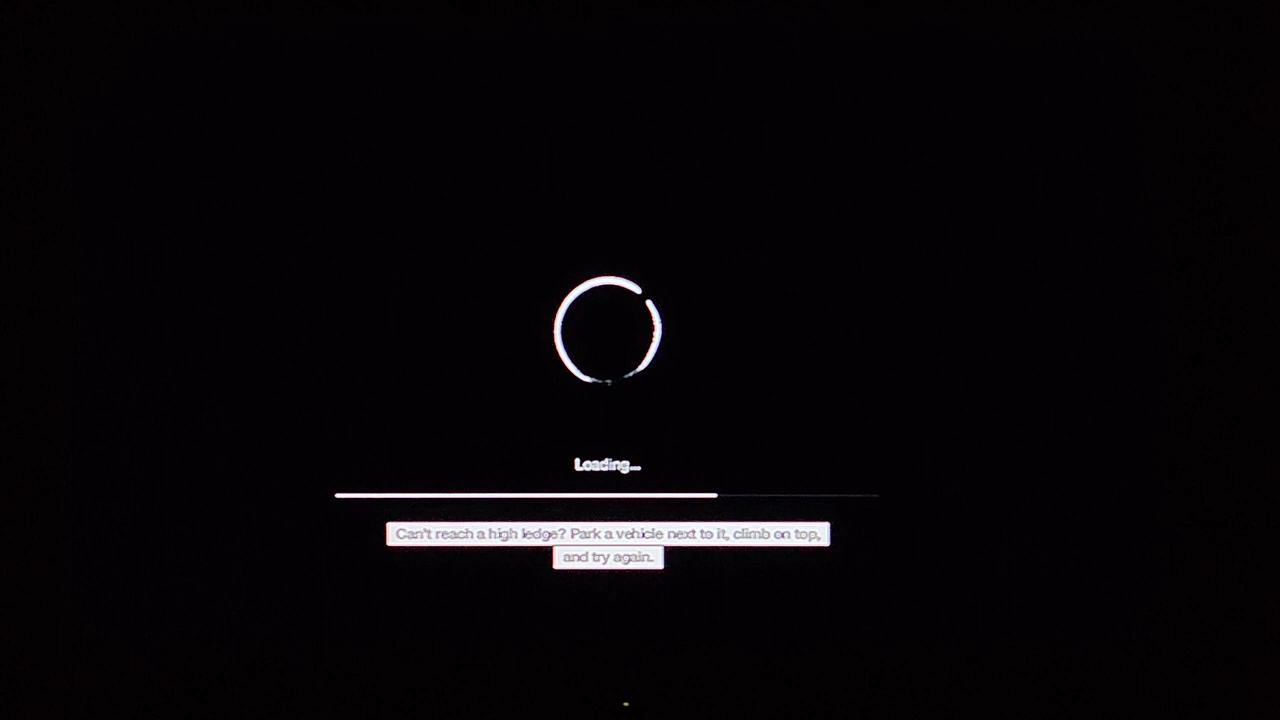 Loading...
Can't reach a high ledge? Park a vehicle next to it, climb on top,
and try again.